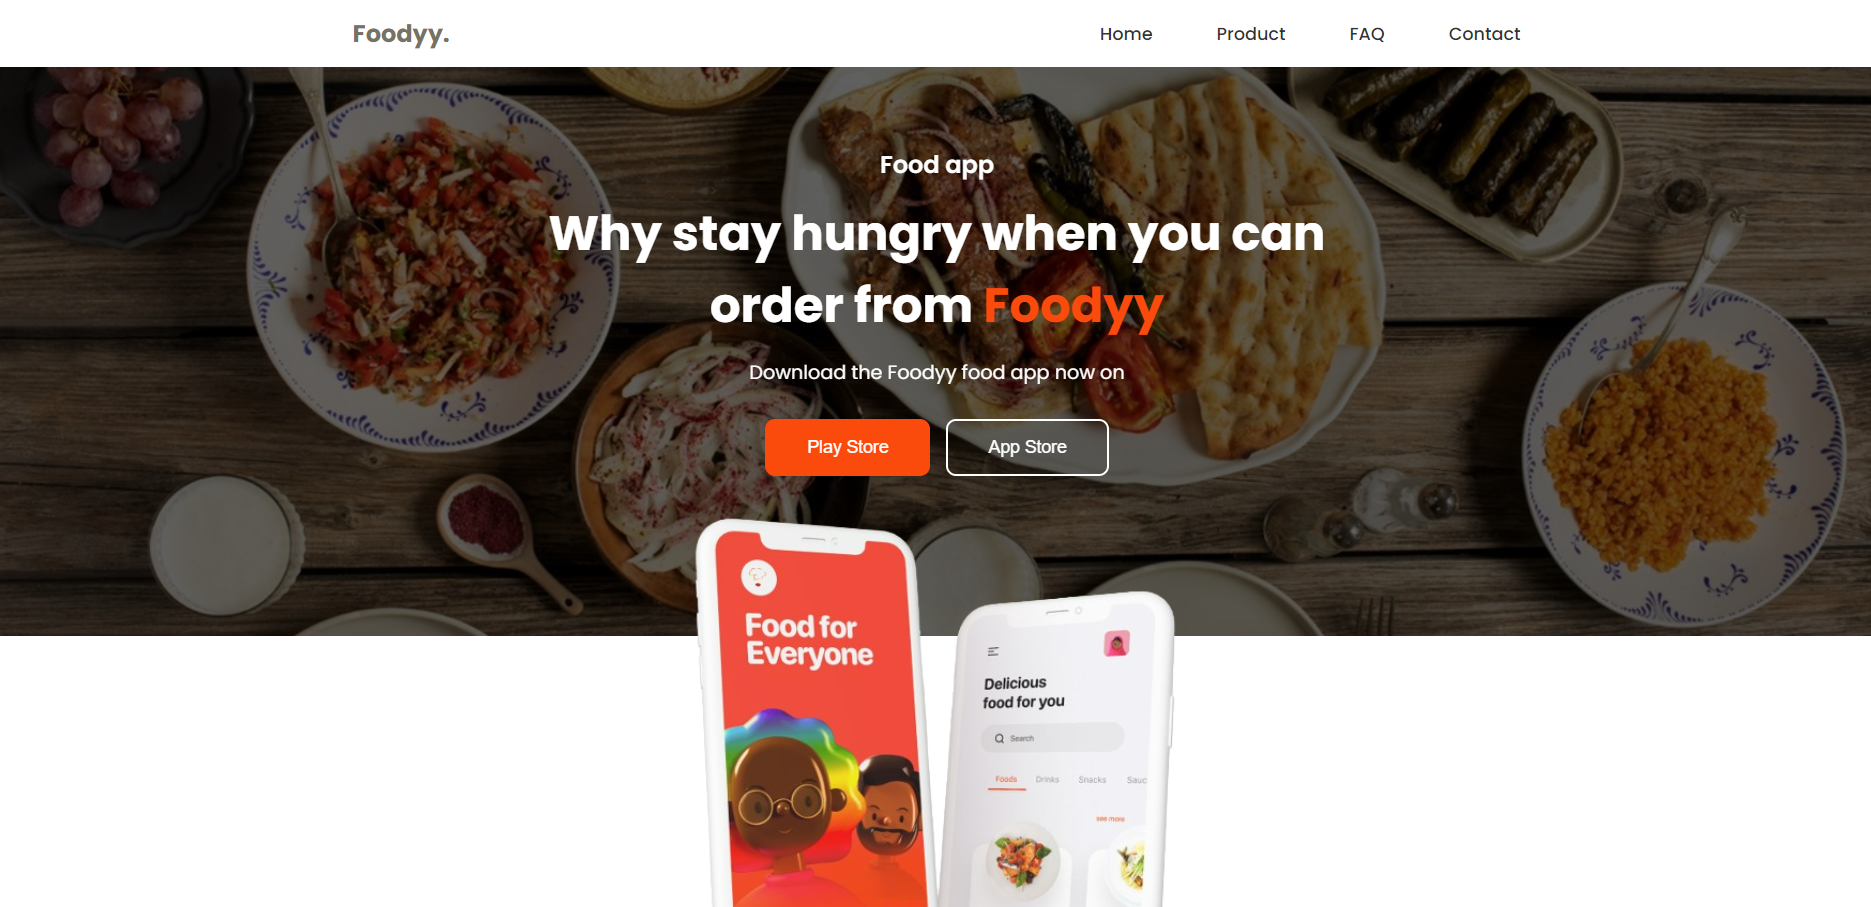 Foodyy.
Home Product FAQ Contact
Food app
Why stay hungry when you can
order from Foodyy
Download the Foodyy food app now on
Play Store App Store
Food for
Everyone
Delicious
food for you
Search
Foods Drinks Snacks Sauc
see more